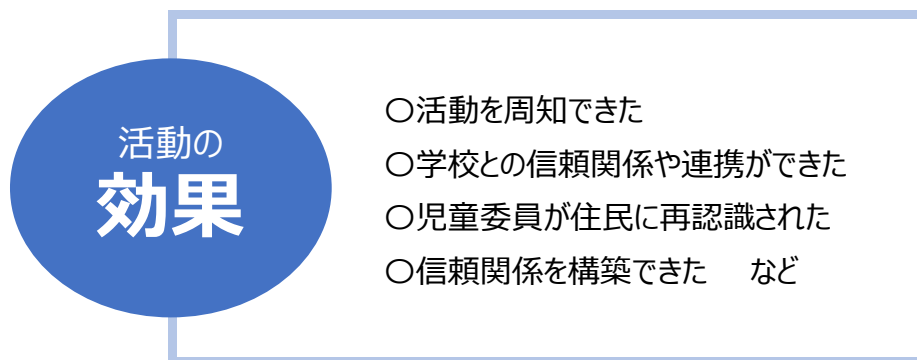 活動の
効果
〇活動を周知できた
〇学校との信頼関係や連携ができた
〇児童委員が住民に再認識された
〇信頼関係を構築できた　など